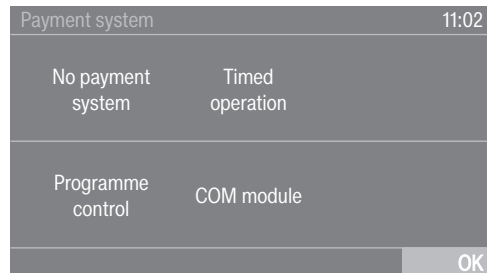 Payment system 11:02
No payment
system
Timed
operation
Programme
control
COM module
OK